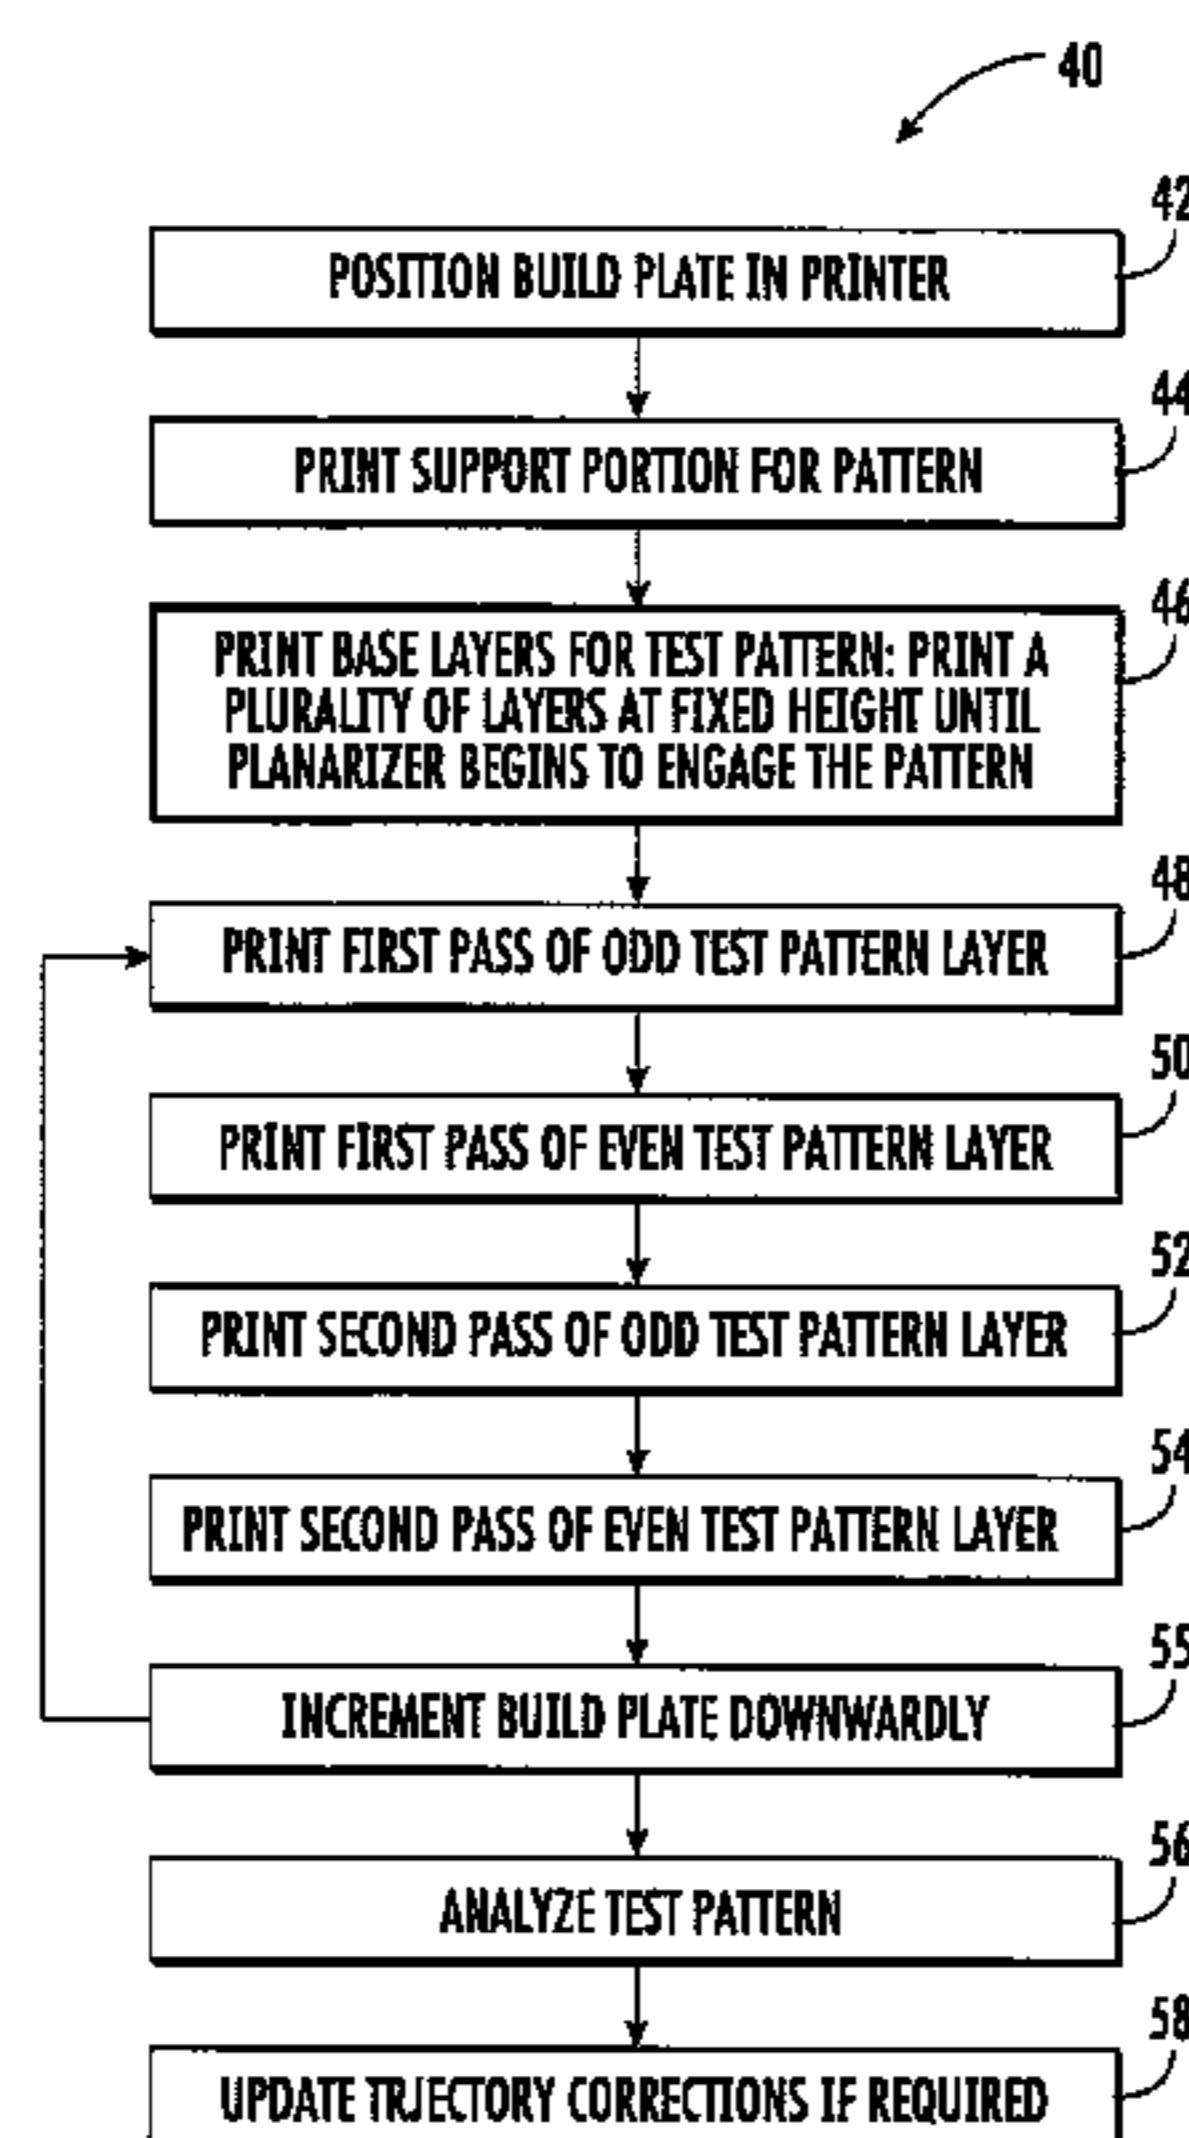 40
42
POSITION BUILD PLATE IN PRINTER
44
PRINT SUPPORT PORTION FOR PATTERN
46
PRINT BASE LAYERS FOR TEST PATTERN: PRINT A
PLURALITY OF LAYERS AT FIXED HEIGHT UNTIL
PLANARIZER BEGINS TO ENGAGE THE PATTERN
48
PRINT FIRST PASS OF ODD TEST PATTERN LAYER
50
PRINT FIRST PASS OF EVEN TEST PATTERN LAYER
52
PRINT SECOND PASS OF ODD TEST PATTERN LAYER
54
PRINT SECOND PASS OF EVEN TEST PATTERN LAYER
55
INCREMENT BUILD PLATE DOWNWARDLY
56
ANALYZE TEST PATTERN
58
UPDATE TRJECTORY CORRECTIONS IF REQUIRED